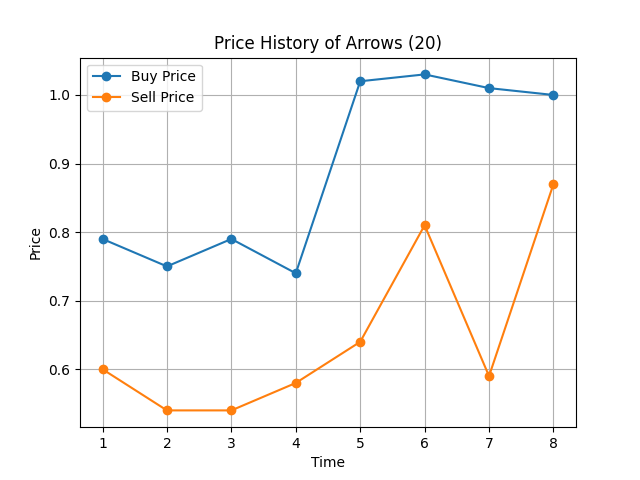 Price History of Arrows (20)
Buy Price
Sell Price
1.0
0.9
0.8
0.7
0.6
Price
1 2 3 4 5 6 7 8
Time